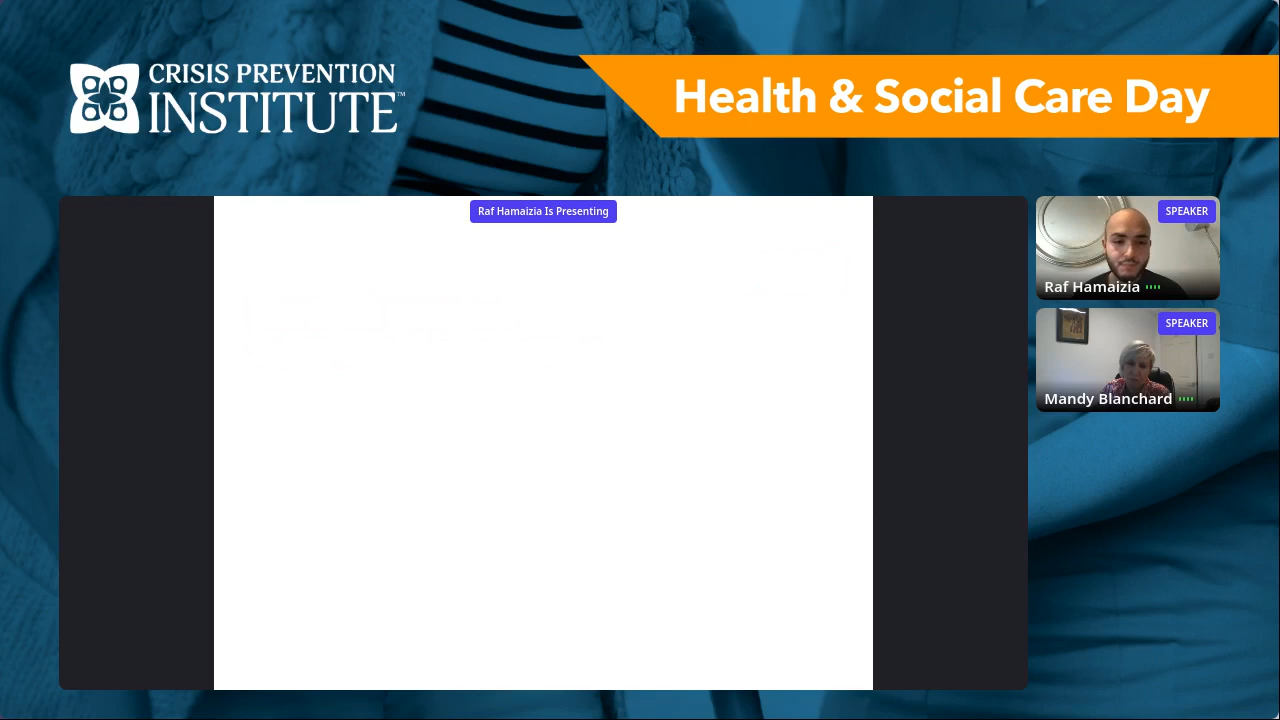 CRISIS PREVENTION
INSTITUTE™
Health & Social Care Day
Raf Hamaizia Is Presenting
SPEAKER
Raf Hamaizia
SPEAKER
Mandy Blanchard